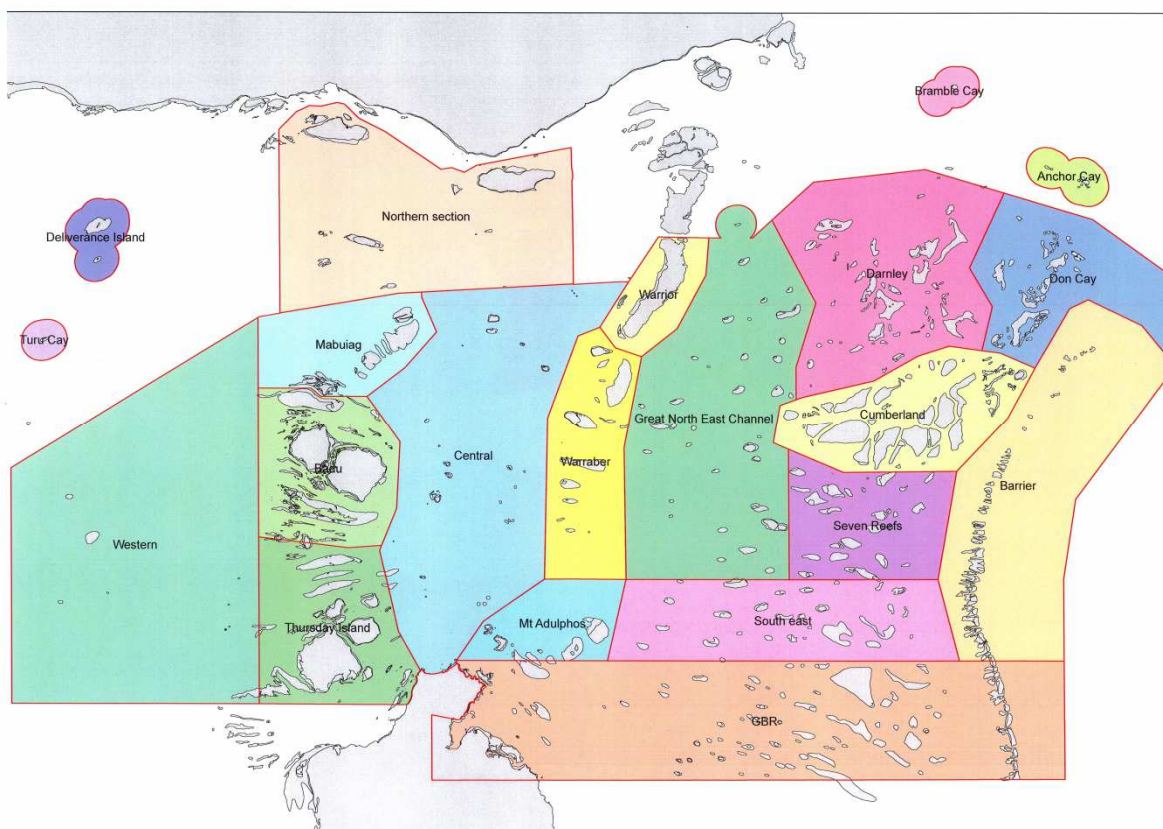 Bramble Cay
Anchor Cay
Northern section
Deliverance Island
Darnley
Don Cay
Warrior
Turu Cay
Mabuiag
Cumberland
Great North East Channel
Central
Warraber
Badu
Barrier
Seven Reefs
Western
South east
Mt Adulphos
Thursday Island
GBR